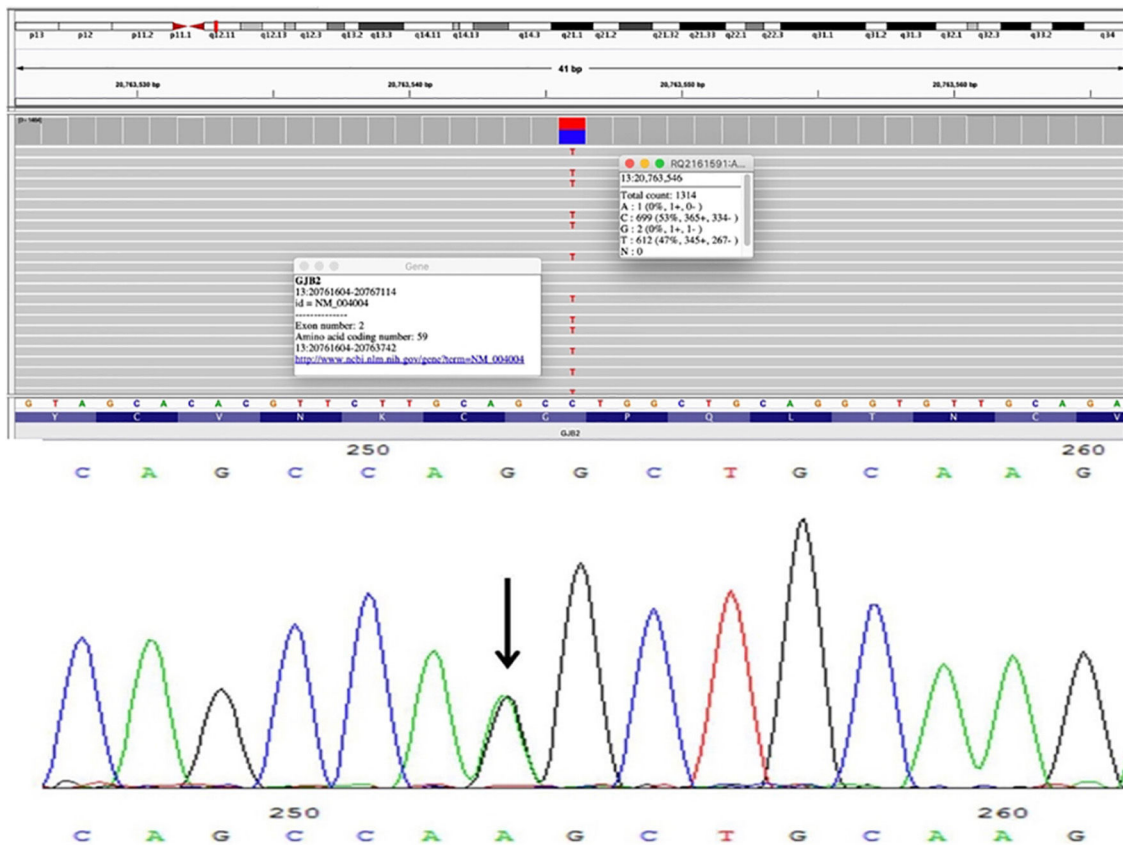 p13 p12 p11.2 p11.1 q12.11 q12.13 q12.3 q13.2 q13.3 q14.11 q14.13 q14.3 q21.1 q21.2 q21.32 q21.33 q22.1 q22.3 q31.1 q31.2 q31.3 q32.1 q32.3 q33.2 q34
41 bp
20,763,530 bp 20,763,540 bp 20,763,550 bp 20,763,560 bp
T
T
T
T
T
T
T
T
T
T
T
RQ2161591:A...
13:20,763,546
Total count: 1314
A : 1 (0%, 1+, 0- )
C : 699 (53%, 365+, 334- )
G : 2 (0%, 1+, 1- )
T : 612 (47%, 345+, 267- )
N : 0
Gene
GJB2
13:20761604-20767114
id = NM_004004
--------------
Exon number: 2
Amino acid coding number: 59
13:20761604-20763742
http://www.ncbi.nlm.nih.gov/gene?term=NM_004004
G T A G C A C A C G T T C T T G C A G C C T G G C T G C A G G G T G T T G C A G A
Y C V N K C G P Q L T N C V
GJB2
250 260
C A G C C A G G C T G C A A G
250 260
C A G C C A A G C T G C A A G